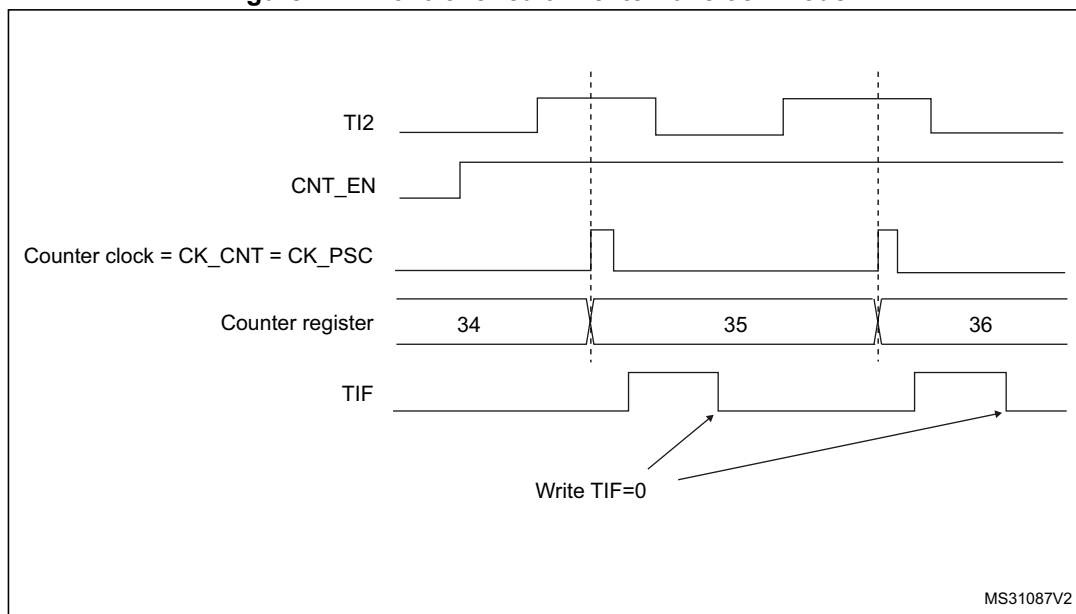 TI2
CNT_EN
Counter clock = CK_CNT = CK_PSC
Counter register
34
35
36
TIF
Write TIF=0
MS31087V2